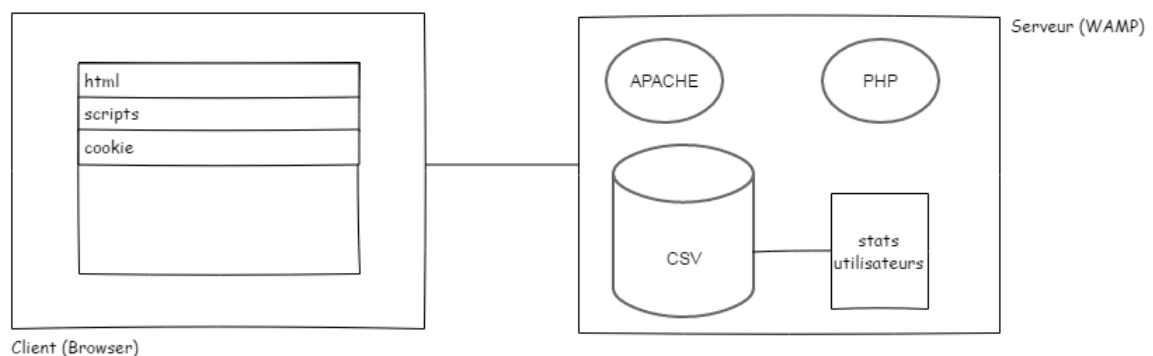 Serveur (WAMP)
html
scripts
cookie
APACHE
PHP
CSV
stats
utilisateurs
Client (Browser)